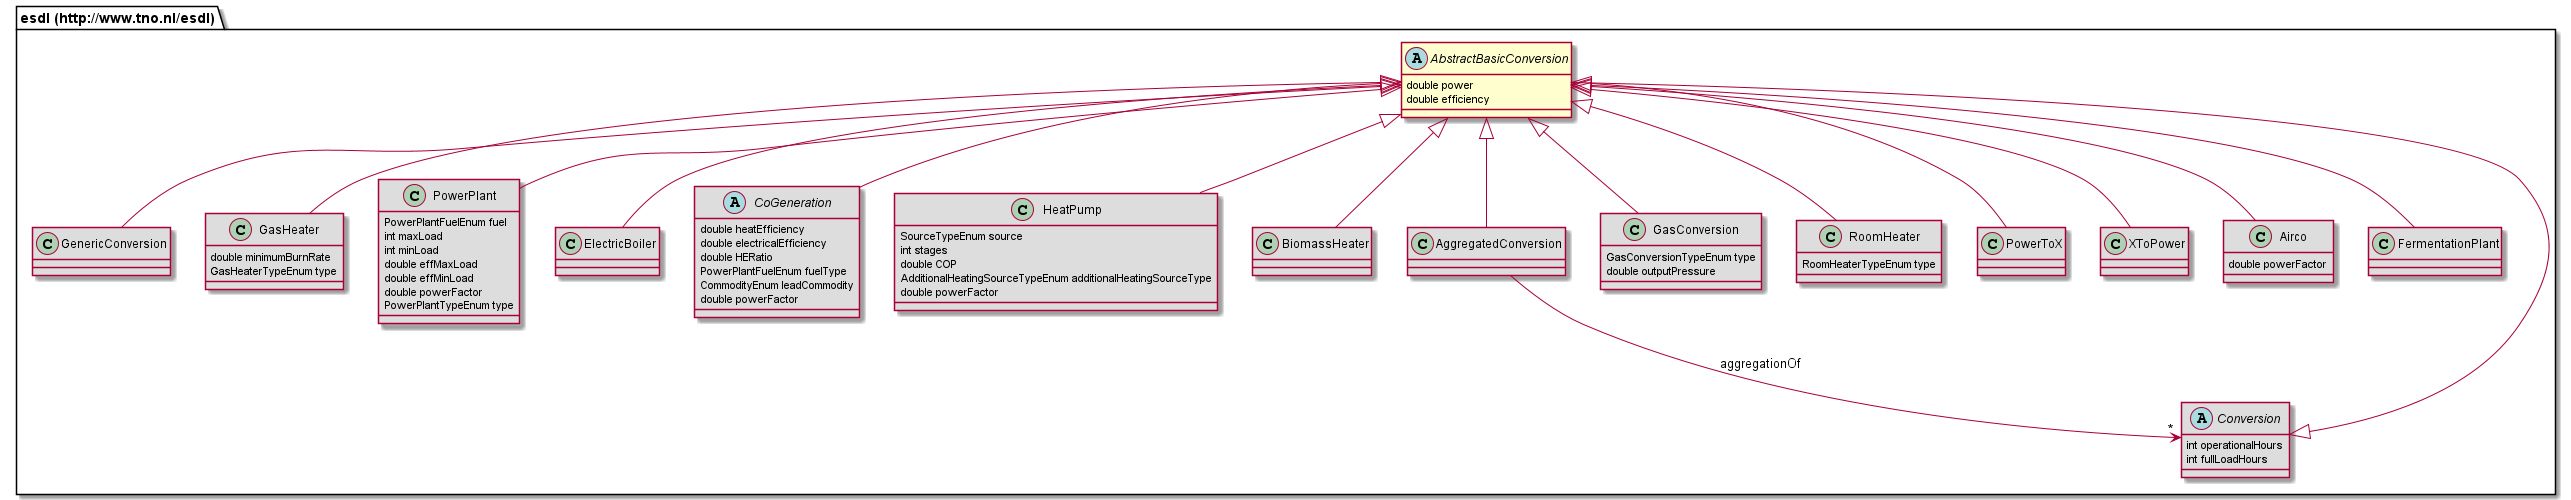 esdl (http://www.tno.nl/esdl)
A AbstractBasicConversion
double power
double efficiency
C GenericConversion
C GasHeater
double minimumBurnRate
GasHeaterTypeEnum type
C PowerPlant
PowerPlantFuelEnum fuel
int maxLoad
int minLoad
double effMaxLoad
double effMinLoad
double powerFactor
PowerPlantTypeEnum type
C ElectricBoiler
A CoGeneration
double heatEfficiency
double electricalEfficiency
double HERatio
PowerPlantFuelEnum fuelType
CommodityEnum leadCommodity
double powerFactor
C HeatPump
SourceTypeEnum source
int stages
double COP
AdditionalHeatingSourceTypeEnum additionalHeatingSourceType
double powerFactor
C BiomassHeater
C AggregatedConversion
C GasConversion
GasConversionTypeEnum type
double outputPressure
C RoomHeater
RoomHeaterTypeEnum type
C PowerToX
C XToPower
C Airco
double powerFactor
C FermentationPlant
aggregationOf
*
A Conversion
int operationalHours
int fullLoadHours